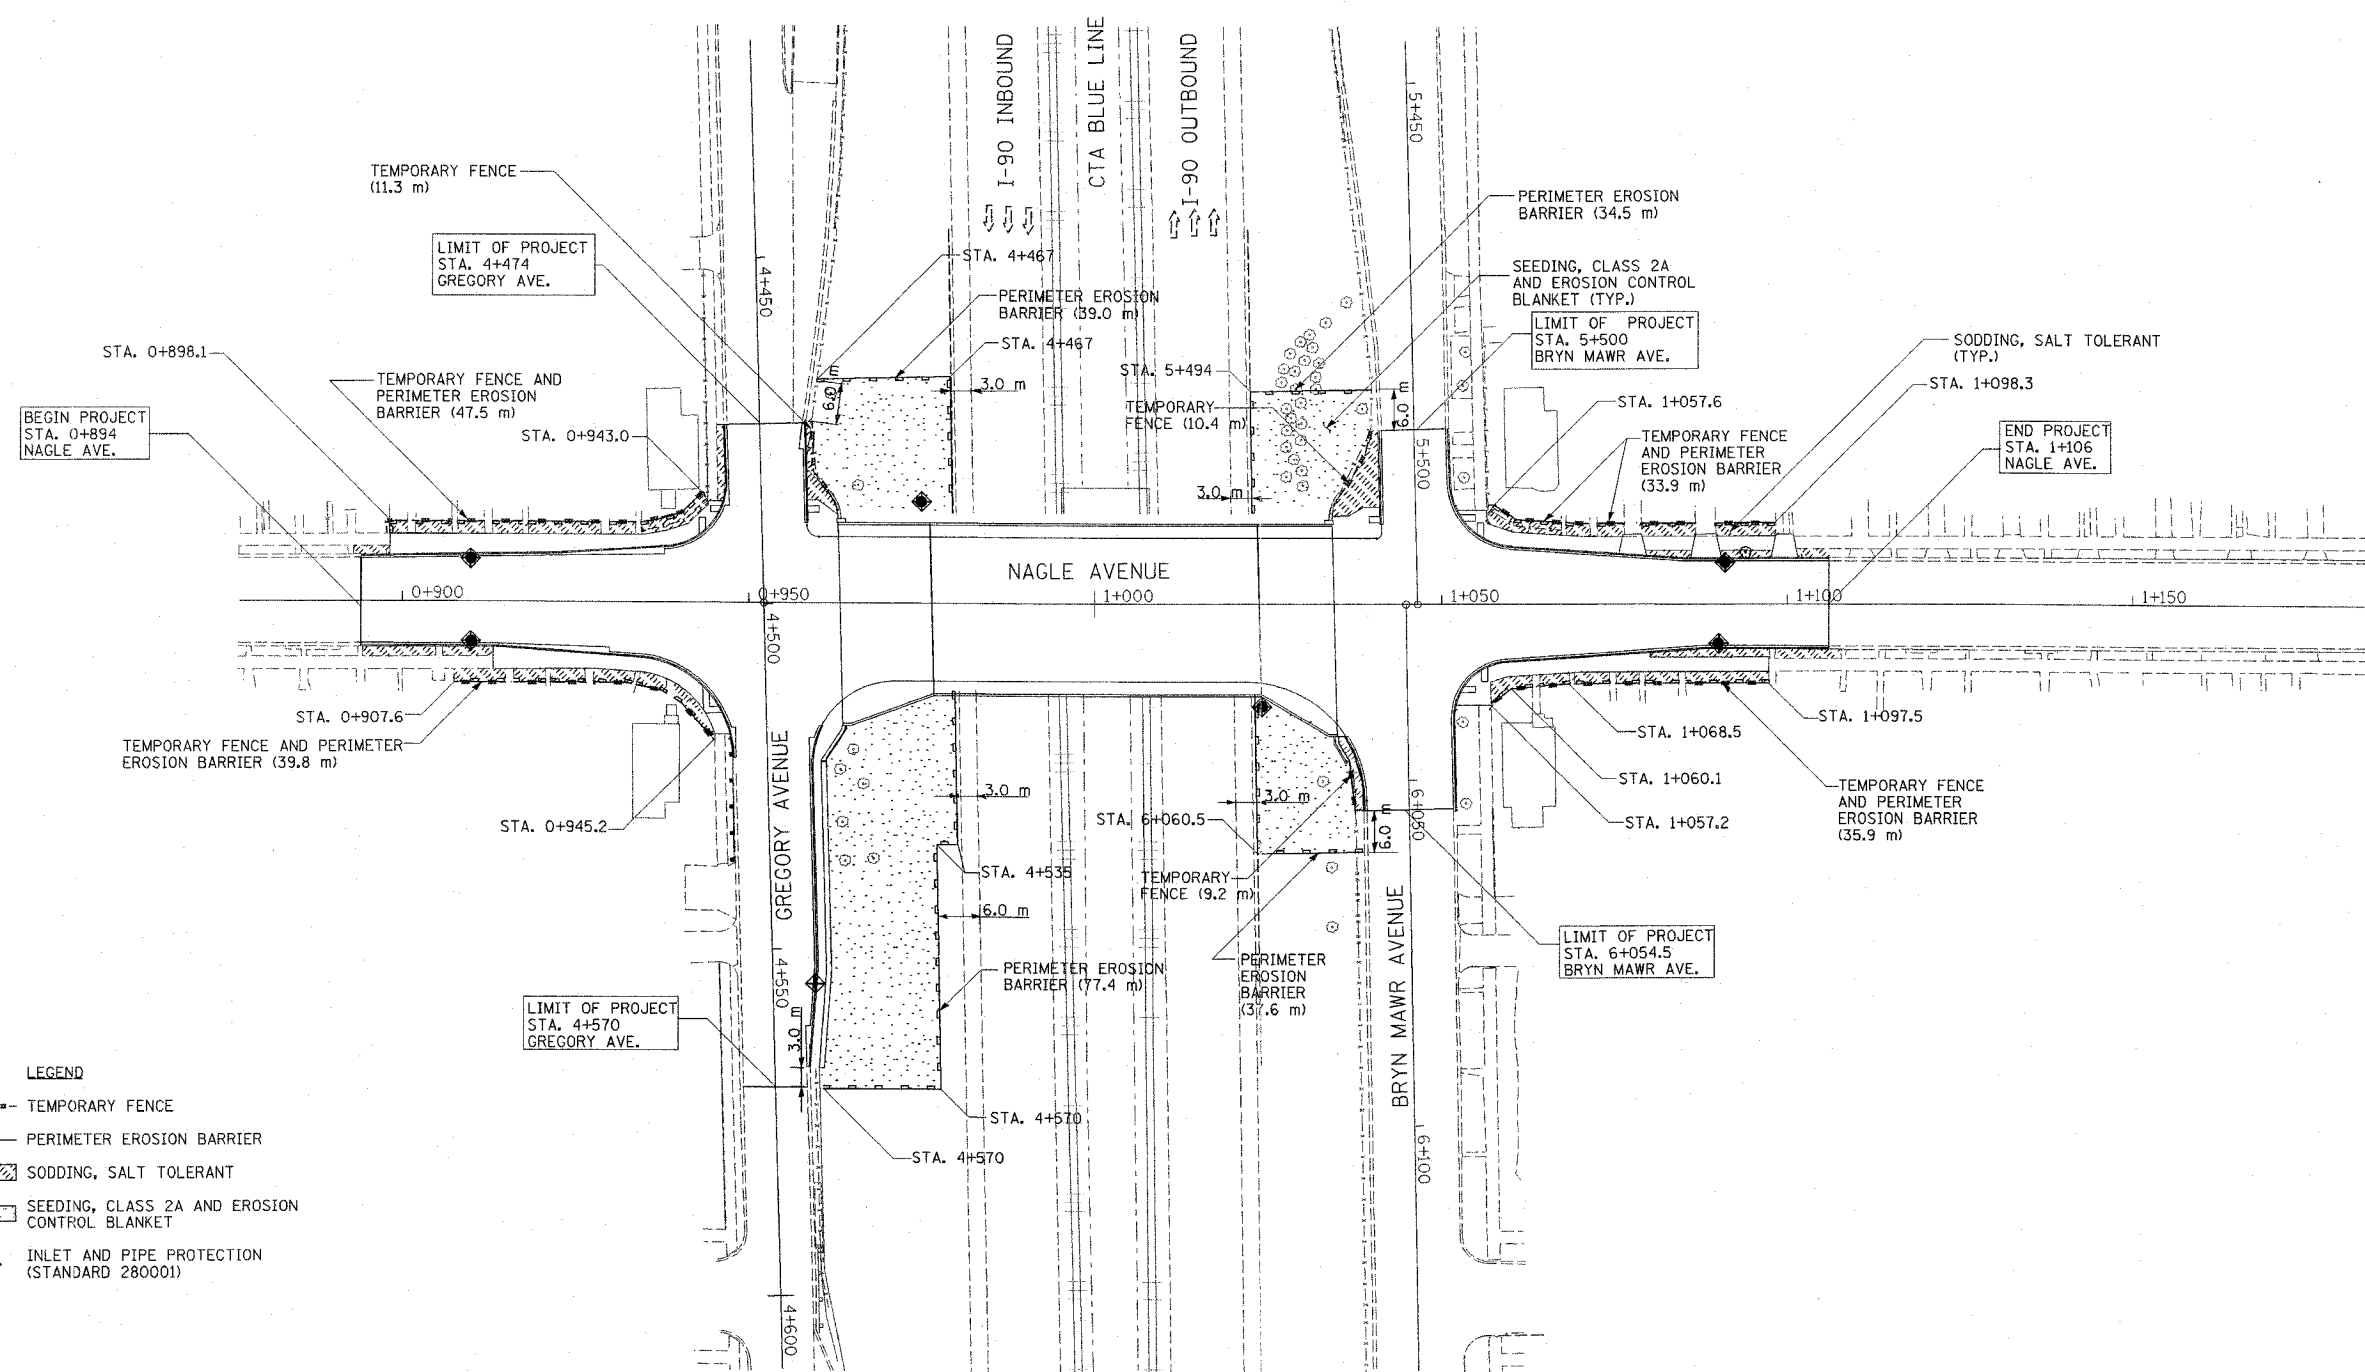 I-90 INBOUND
CTA BLUE LINE
I-90 OUTBOUND
5+450
TEMPORARY FENCE
(11.3 m)
PERIMETER EROSION
BARRIER (34.5 m)
LIMIT OF PROJECT
STA. 4+474
GREGORY AVE.
4+450
STA. 4+467
SEEDING, CLASS 2A
AND EROSION CONTROL
BLANKET (TYP.)
PERIMETER EROSION
BARRIER (39.0 m)
LIMIT OF PROJECT
STA. 5+500
BRYN MAWR AVE.
STA. 0+898.1
STA. 4+467
SODDING, SALT TOLERANT
(TYP.)
TEMPORARY FENCE AND
PERIMETER EROSION
BARRIER (47.5 m)
6.0 m
3.0 m
STA. 5+494
STA. 1+098.3
BEGIN PROJECT
STA. 0+894
NAGLE AVE.
STA. 0+943.0
TEMPORARY
FENCE (10.4 m)
6.0 m
STA. 1+057.6
5+500
TEMPORARY FENCE
AND PERIMETER
EROSION BARRIER
(33.9 m)
END PROJECT
STA. 1+106
NAGLE AVE.
3.0 m
NAGLE AVENUE
0+900
0+950
1+000
1+050
1+100
1+150
4+500
STA. 0+907.6
TEMPORARY FENCE AND PERIMETER
EROSION BARRIER (39.8 m)
STA. 1+097.5
STA. 1+068.5
STA. 1+060.1
STA. 1+057.2
TEMPORARY FENCE
AND PERIMETER
EROSION BARRIER
(35.9 m)
GREGORY AVENUE
3.0 m
3.0 m
STA. 0+945.2
STA. 6+060.5
6.0 m
6+050
STA. 4+535
TEMPORARY
FENCE (9.2 m)
6.0 m
BRYN MAWR AVENUE
LIMIT OF PROJECT
STA. 6+054.5
BRYN MAWR AVE.
4+550
PERIMETER EROSION
BARRIER (77.4 m)
PERIMETER
EROSION
BARRIER
(37.6 m)
LIMIT OF PROJECT
STA. 4+570
GREGORY AVE.
3.0 m
STA. 4+570
STA. 4+570
6+100
4+600
LEGEND
TEMPORARY FENCE
PERIMETER EROSION BARRIER
SODDING, SALT TOLERANT
SEEDING, CLASS 2A AND EROSION
CONTROL BLANKET
INLET AND PIPE PROTECTION
(STANDARD 280001)